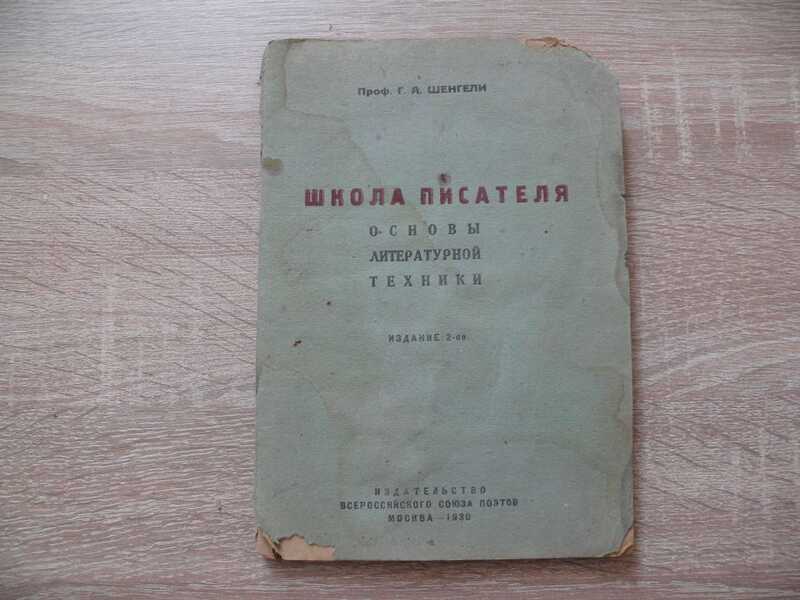 Проф. Г. А. ШЕНГЕЛИ
ШКОЛА ПИСАТЕЛЯ
ОСНОВЫ
ЛИТЕРАТУРНОЙ
ТЕХНИКИ
ИЗДАНИЕ 2-ое
ИЗДАТЕЛЬСТВО
ВСЕРОССИЙСКОГО СОЮЗА ПОЭТОВ
МОСКВА—1930